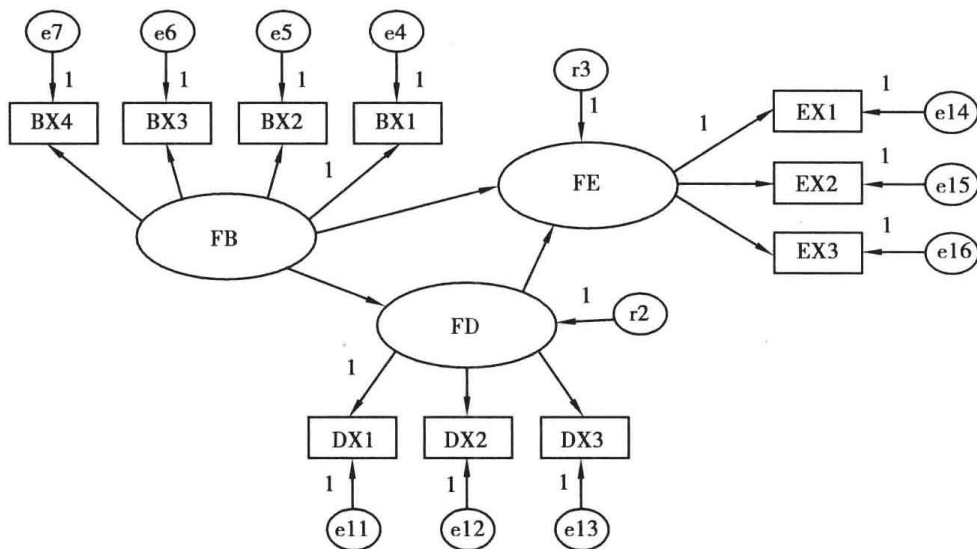 e7 e6 e5 e4
1 1 1 1
BX4 BX3 BX2 BX1
r3
1
1
EX1
1
e14
FE
EX2
1
e15
EX3
1
e16
1
FB
FD
1
r2
1
DX1 DX2 DX3
1 1 1
e11 e12 e13